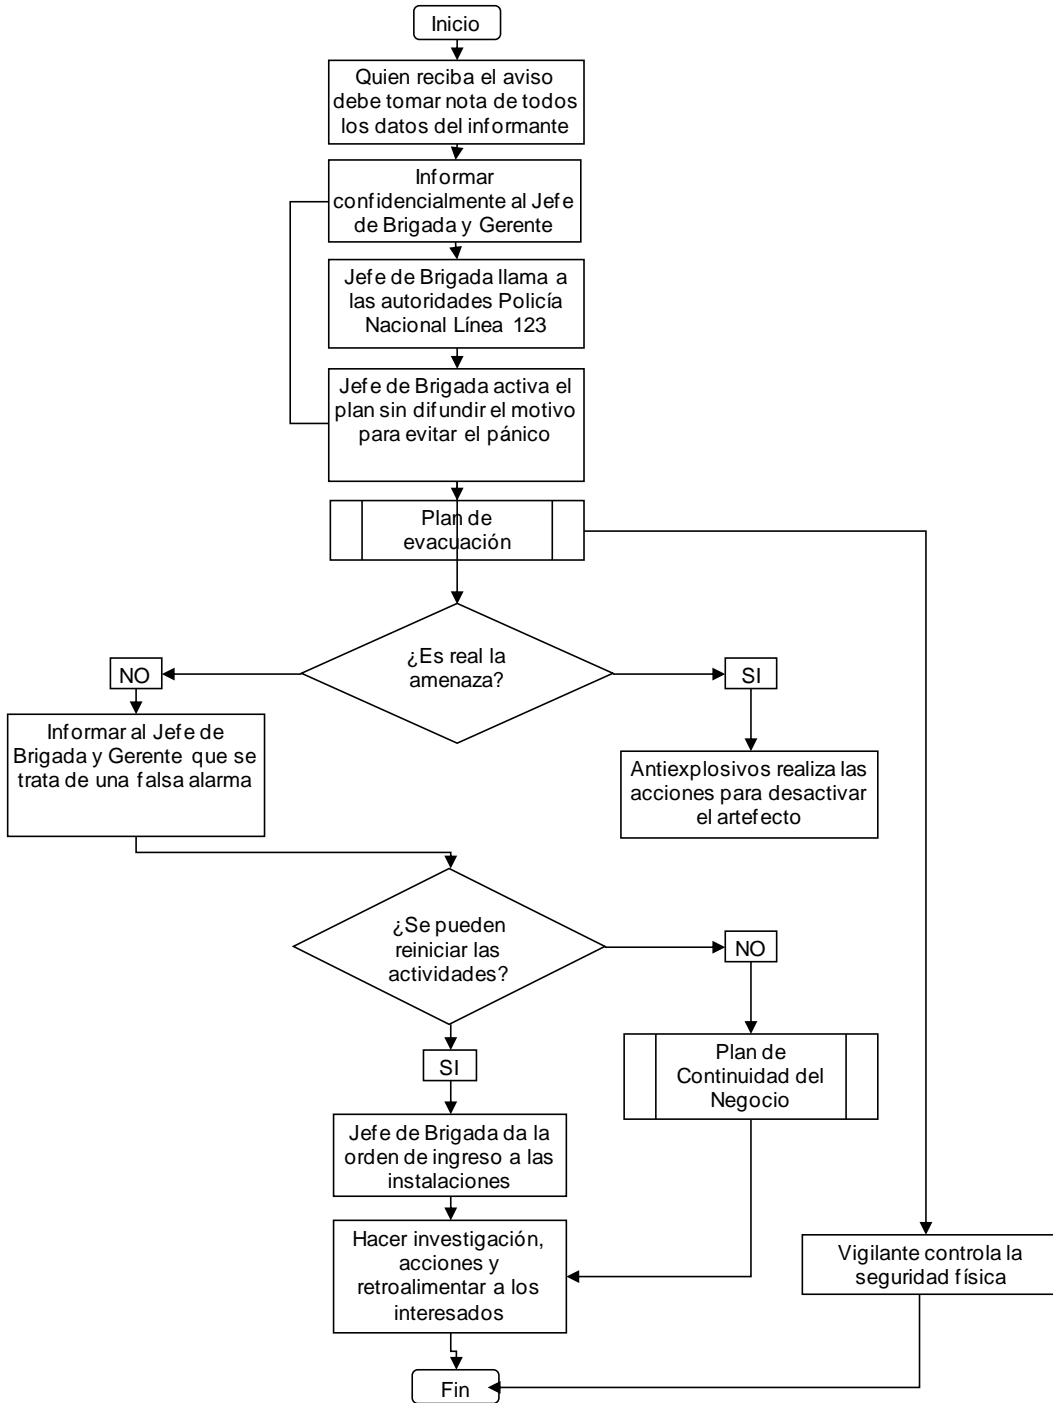 Inicio
Quien reciba el aviso
debe tomar nota de todos
los datos del informante
Informar
confidencialmente al Jefe
de Brigada y Gerente
Jefe de Brigada llama a
las autoridades Policía
Nacional Línea 123
Jefe de Brigada activa el
plan sin difundir el motivo
para evitar el pánico
Plan de
evacuación
¿Es real la
amenaza?
NO
SI
Informar al Jefe de
Brigada y Gerente que se
trata de una falsa alarma
Antiexplosivos realiza las
acciones para desactivar
el artefecto
¿Se pueden
reiniciar las
actividades?
NO
SI
Plan de
Continuidad del
Negocio
Jefe de Brigada da la
orden de ingreso a las
instalaciones
Hacer investigación,
acciones y
retroalimentar a los
interesados
Vigilante controla la
seguridad física
Fin